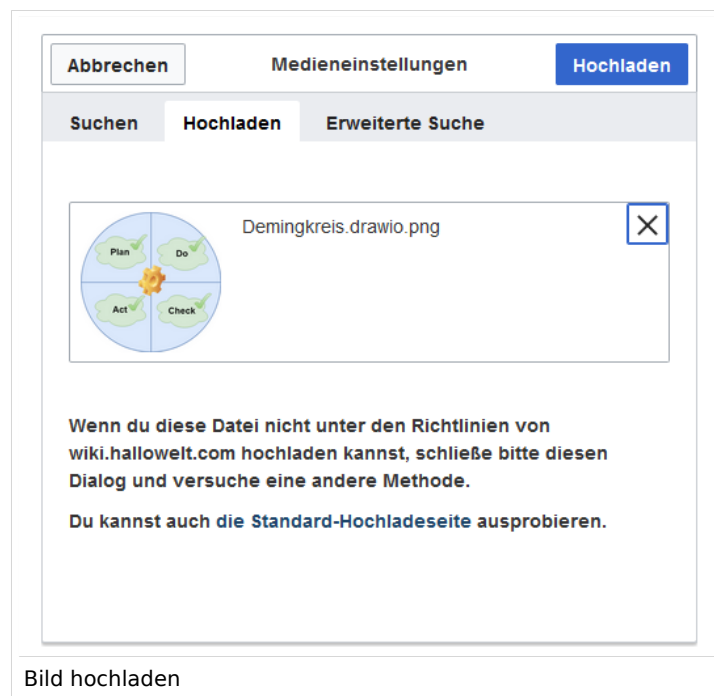 Abbrechen Medieneinstellungen Hochladen
Suchen Hochladen Erweiterte Suche
Demingkreis.drawio.png
Plan Do
Act Check
Wenn du diese Datei nicht unter den Richtlinien von
wiki.hallowelt.com hochladen kannst, schließe bitte diesen
Dialog und versuche eine andere Methode.
Du kannst auch die Standard-Hochladeseite ausprobieren.
Bild hochladen